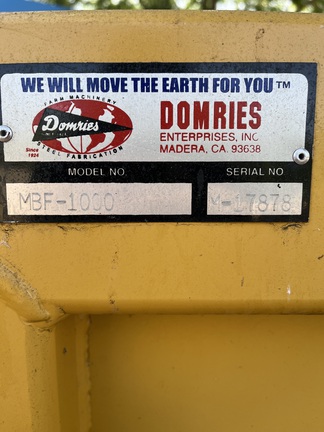 WE WILL MOVE THE EARTH FOR YOU™
FARM MACHINERY
Domries
Since
1924
STEEL FABRICATION
DOMRIES
ENTERPRISES, INC
MADERA, CA. 93638
MODEL NO.
SERIAL NO
MBF-1000
M-17878